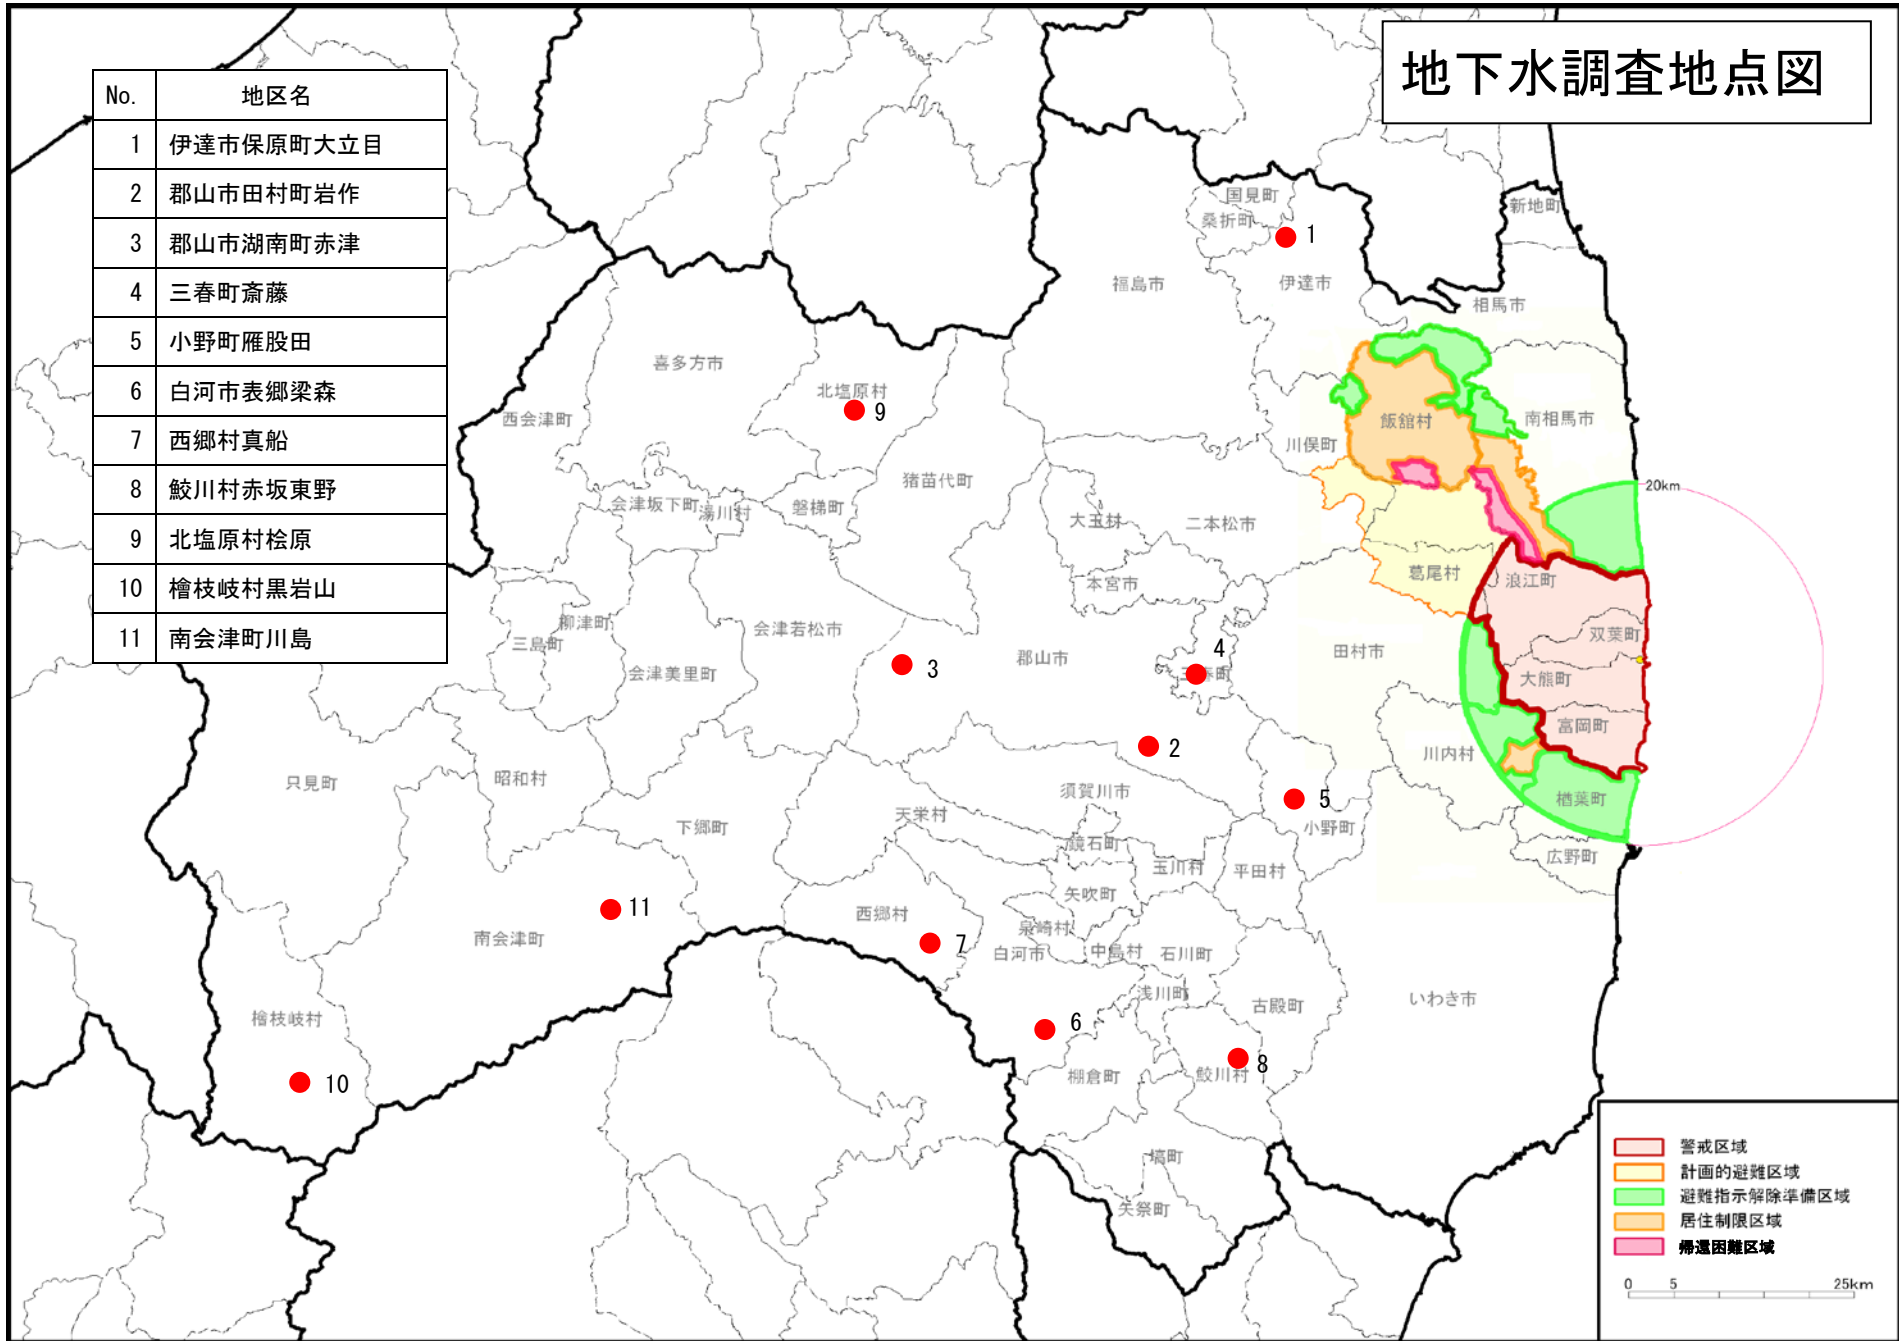 地下水調査地点図
No. 地区名
1 伊達市保原町大立目
2 郡山市田村町岩作
3 郡山市湖南町赤津
4 三春町斎藤
5 小野町雁股田
6 白河市表郷梁森
7 西郷村真船
8 鮫川村赤坂東野
9 北塩原村桧原
10 檜枝岐村黒岩山
11 南会津町川島
国見町
桑折町
新地町
1
福島市
伊達市
相馬市
喜多方市
北塩原村
9
西会津町
飯舘村
南相馬市
川俣町
猪苗代町
20km
会津坂下町
湯川村
磐梯町
大玉村
二本松市
本宮市
葛尾村
浪江町
柳津町
三島町
会津若松市
双葉町
会津美里町
3
郡山市
4
三春町
田村市
大熊町
富岡町
2
川内村
只見町
昭和村
須賀川市
5
楢葉町
下郷町
天栄村
小野町
鏡石町
広野町
玉川村
平田村
矢吹町
11
西郷村
泉崎村
南会津町
7
白河市
中島村
石川町
浅川町
古殿町
いわき市
檜枝岐村
6
10
棚倉町
鮫川村
8
塙町
矢祭町
警戒区域
計画的避難区域
避難指示解除準備区域
居住制限区域
帰還困難区域
0 5 25km